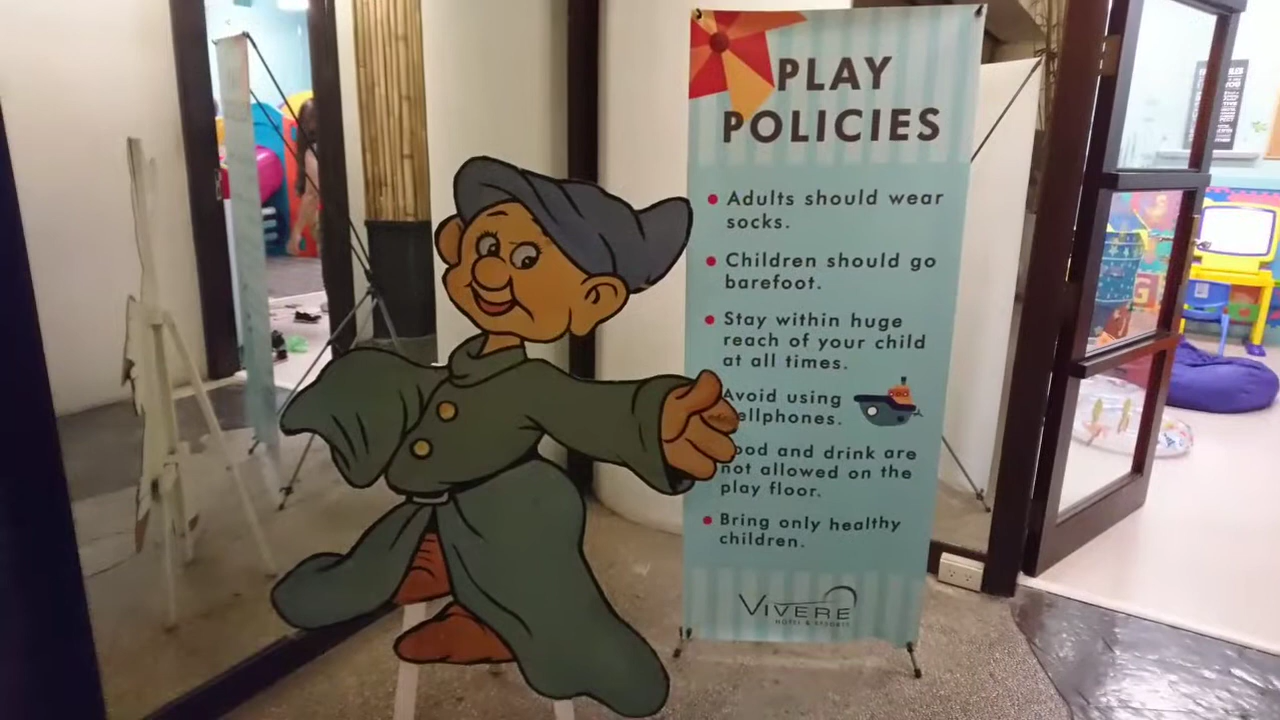 PLAY
POLICIES
Adults should wear
socks.
Children should go
barefoot.
Stay within huge
reach of your child
at all times.
Avoid using
ellphones.
ood and drink are
not allowed on the
play floor.
Bring only healthy
children.
VIVERE
HOTEL & RESORTS